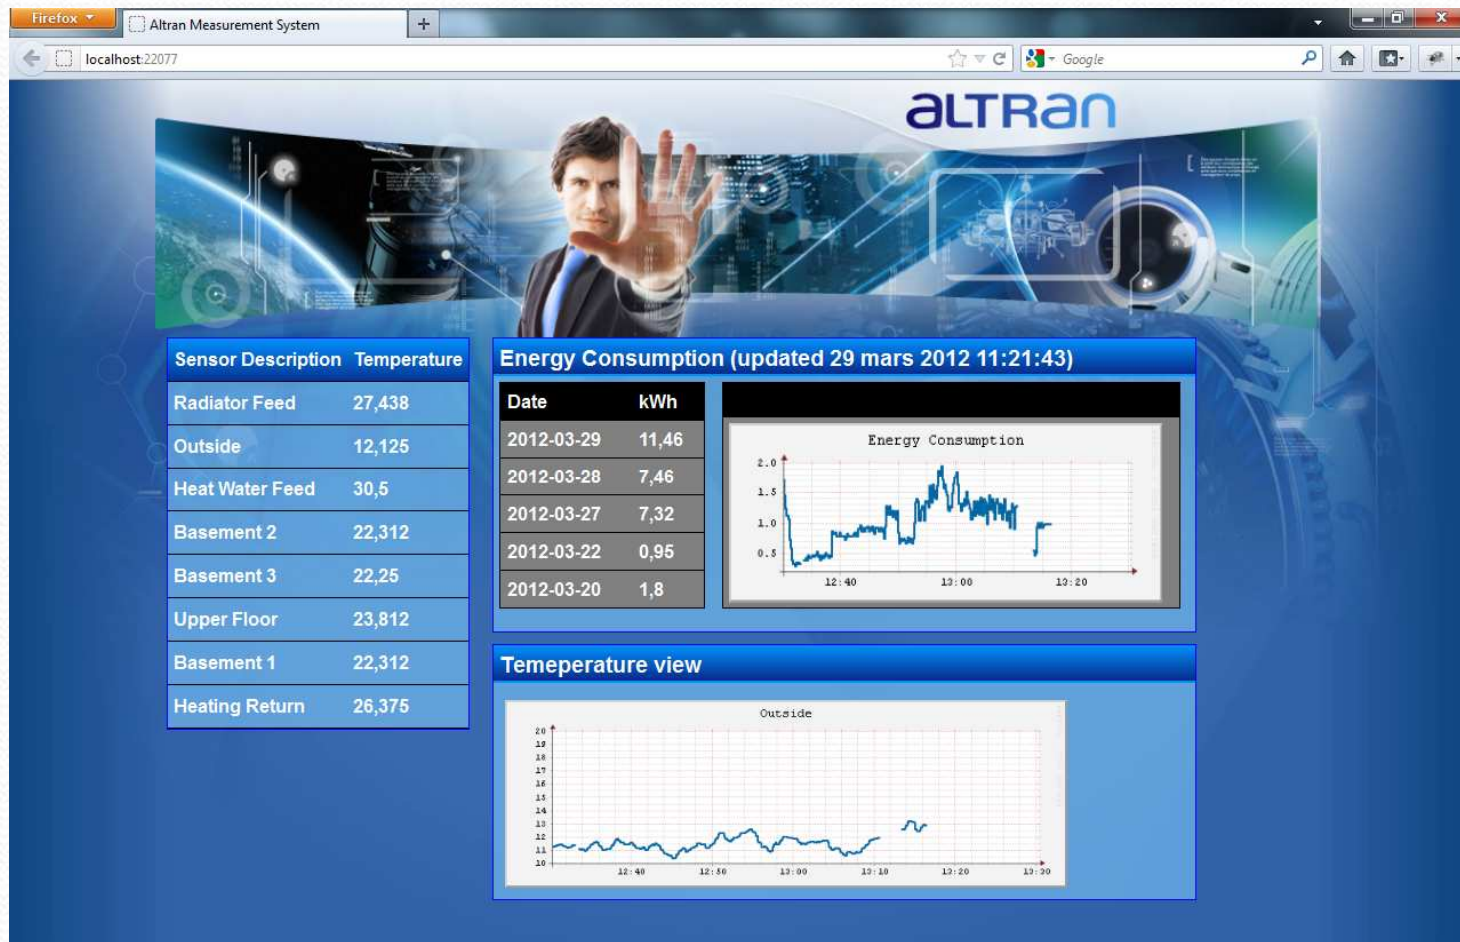 Firefox
Altran Measurement System
+
localhost:22077
Google
aLTRan
Sensor Description Temperature
Radiator Feed 27,438
Outside 12,125
Heat Water Feed 30,5
Basement 2 22,312
Basement 3 22,25
Upper Floor 23,812
Basement 1 22,312
Heating Return 26,375
Energy Consumption (updated 29 mars 2012 11:21:43)
Date kWh
2012-03-29 11,46
2012-03-28 7,46
2012-03-27 7,32
2012-03-22 0,95
2012-03-20 1,8
Energy Consumption
2.0
1.5
1.0
0.5
12:40 13:00 13:20
Temeperature view
Outside
20
19
18
17
16
15
14
13
12
11
10
12:40 12:50 13:00 13:10 13:20 13:30